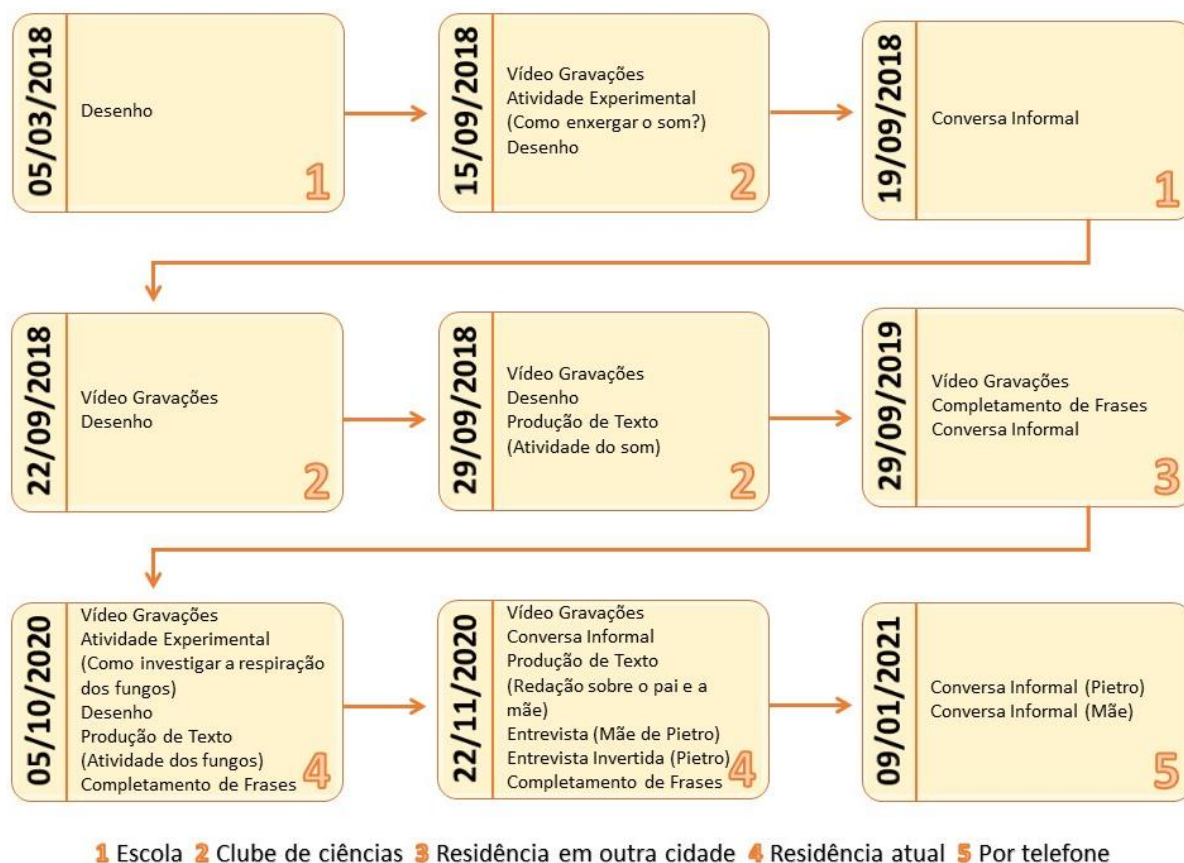 05/03/2018
Desenho
1
15/09/2018
Vídeo Gravações
Atividade Experimental
(Como enxergar o som?)
Desenho
2
19/09/2018
Conversa Informal
1
22/09/2018
Vídeo Gravações
Desenho
2
29/09/2018
Vídeo Gravações
Desenho
Produção de Texto
(Atividade do som)
2
29/09/2019
Vídeo Gravações
Completamento de Frases
Conversa Informal
3
05/10/2020
Vídeo Gravações
Atividade Experimental
(Como investigar a respiração
dos fungos)
Desenho
Produção de Texto
(Atividade dos fungos)
Completamento de Frases
4
22/11/2020
Vídeo Gravações
Conversa Informal
Produção de Texto
(Redação sobre o pai e a
mãe)
Entrevista (Mãe de Pietro)
Entrevista Invertida (Pietro)
Completamento de Frases
4
09/01/2021
Conversa Informal (Pietro)
Conversa Informal (Mãe)
5
1 Escola 2 Clube de ciências 3 Residência em outra cidade 4 Residência atual 5 Por telefone